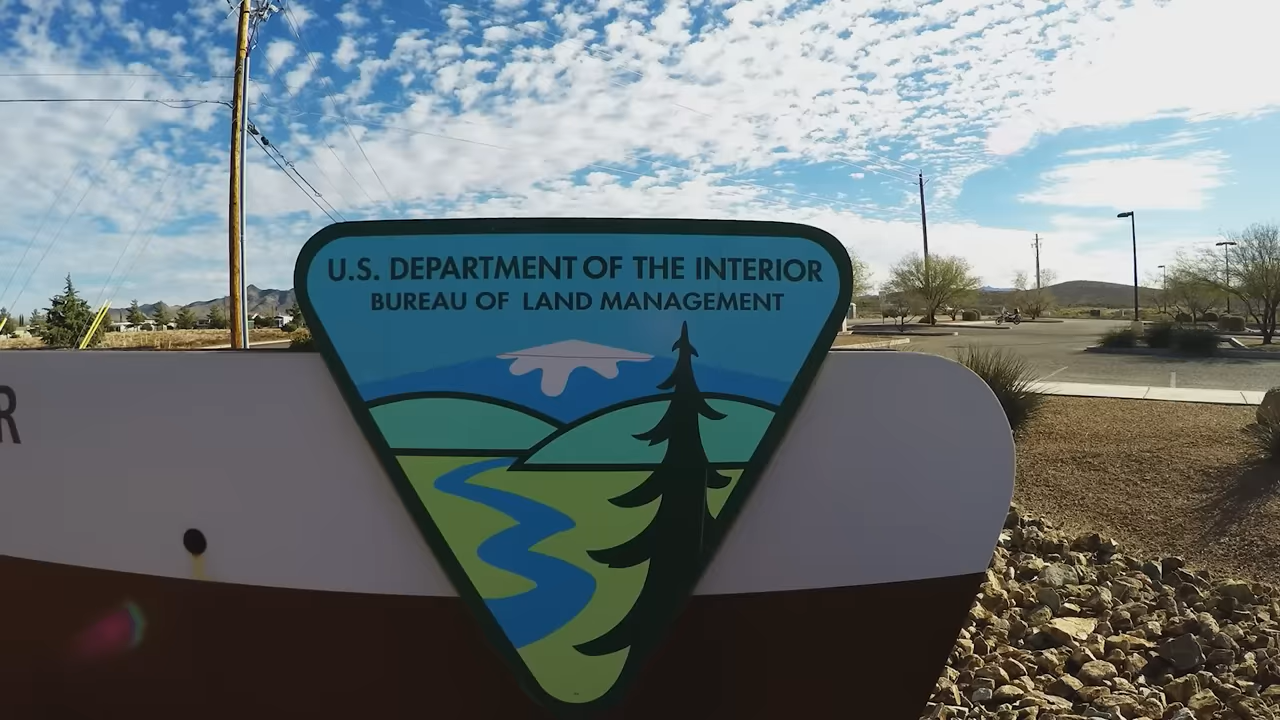 U.S. DEPARTMENT OF THE INTERIOR
BUREAU OF LAND MANAGEMENT
R